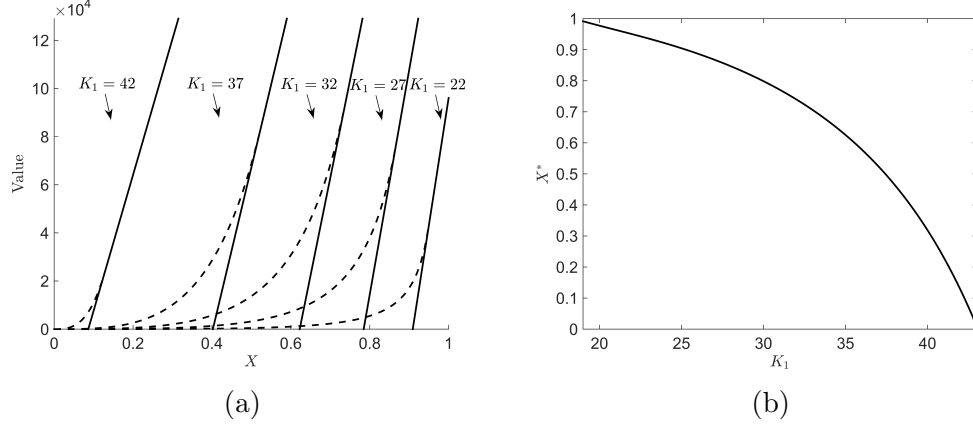 ×10⁴
12
10
8
6
4
2
0
Value
K₁ = 42
K₁ = 37
K₁ = 32
K₁ = 27
K₁ = 22
0 0.2 0.4 0.6 0.8 1
X
(a)
1
0.9
0.8
0.7
0.6
0.5
0.4
0.3
0.2
0.1
0
X*
20 25 30 35 40
K₁
(b)